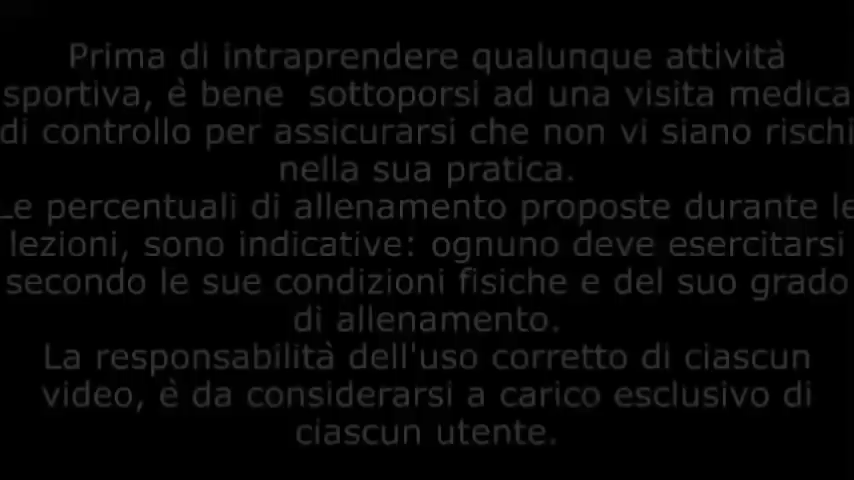 Prima di intraprendere qualunque attività
sportiva, è bene  sottoporsi ad una visita medica
di controllo per assicurarsi che non vi siano rischi
nella sua pratica.
Le percentuali di allenamento proposte durante le
lezioni, sono indicative: ognuno deve esercitarsi
secondo le sue condizioni fisiche e del suo grado
di allenamento.
La responsabilità dell'uso corretto di ciascun
video, è da considerarsi a carico esclusivo di
ciascun utente.